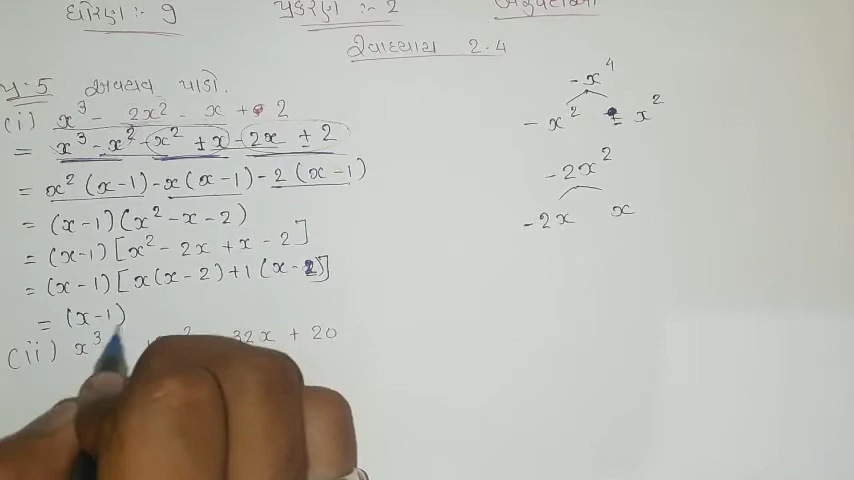 ધોરણ :- 9 પ્રકરણ :- 2
સ્વાધ્યાય 2.4
પ્ર:5 અવયવ પાડો.
(i) x³ - 2x² - x + 2
= x³ - x² - x² + x - 2x + 2
= x² (x-1) - x(x-1) - 2 (x-1)
= (x-1) (x² - x - 2)
= (x-1) [x² - 2x + x - 2]
= (x-1) [x(x-2) + 1 (x-2)]
= (x-1)
(ii) x³ 32x + 20
-x⁴
- x² ± x²
-2x²
-2x x